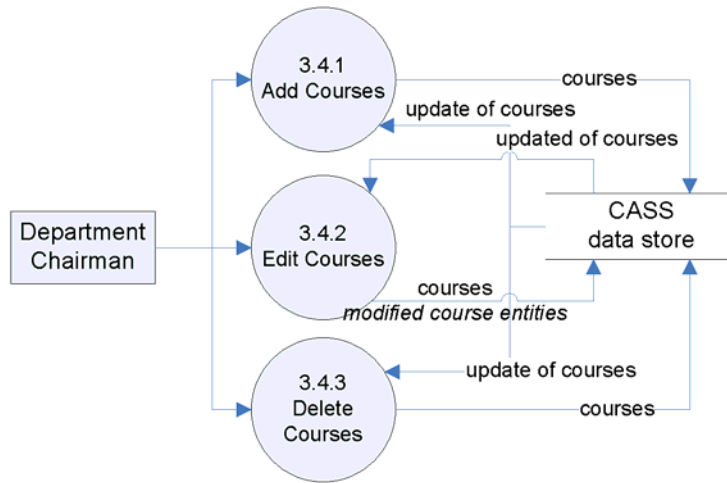 3.4.1
Add Courses
courses
update of courses
updated of courses
Department
Chairman
3.4.2
Edit Courses
CASS
data store
courses
modified course entities
3.4.3
Delete
Courses
update of courses
courses